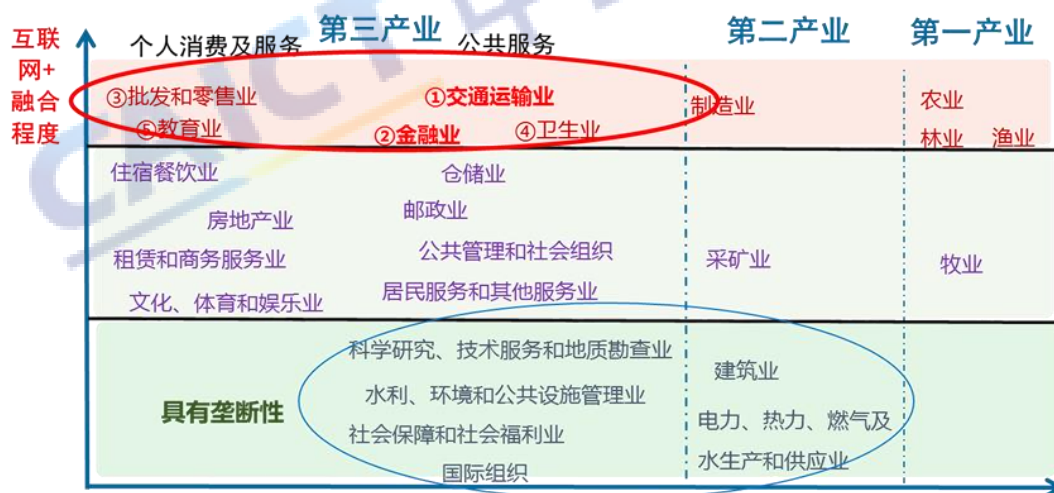 互联
网+
融合
程度
第三产业
个人消费及服务
公共服务
第二产业
第一产业
③批发和零售业
①交通运输业
制造业
农业
⑤教育业
②金融业
④卫生业
林业
渔业
住宿餐饮业
仓储业
房地产业
邮政业
租赁和商务服务业
公共管理和社会组织
采矿业
牧业
文化、体育和娱乐业
居民服务和其他服务业
科学研究、技术服务和地质勘查业
建筑业
水利、环境和公共设施管理业
具有垄断性
电力、热力、燃气及
水生产和供应业
社会保障和社会福利业
国际组织
CAICT